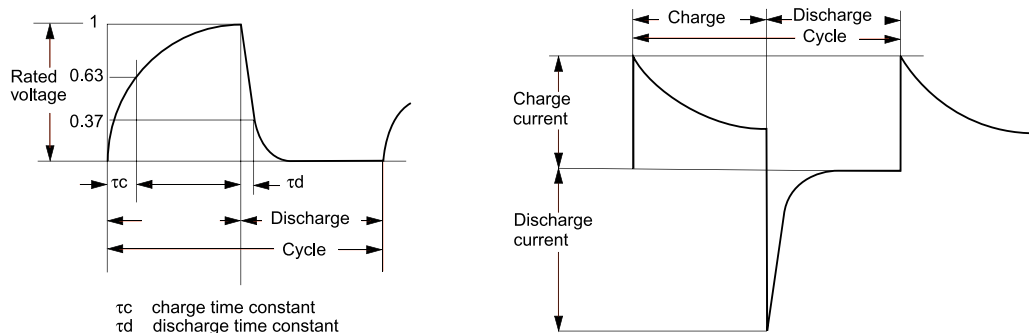 1
Rated
voltage
0.63
0.37
τc
τd
Discharge
Cycle
τc charge time constant
τd discharge time constant
Charge
Discharge
Cycle
Charge
current
Discharge
current